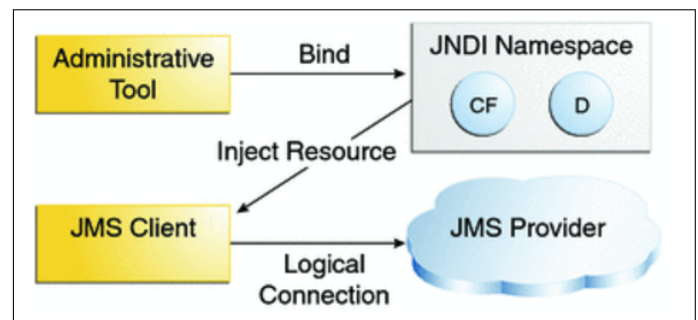 Administrative
Tool
Bind
JNDI Namespace
CF
D
Inject Resource
JMS Client
Logical
Connection
JMS Provider